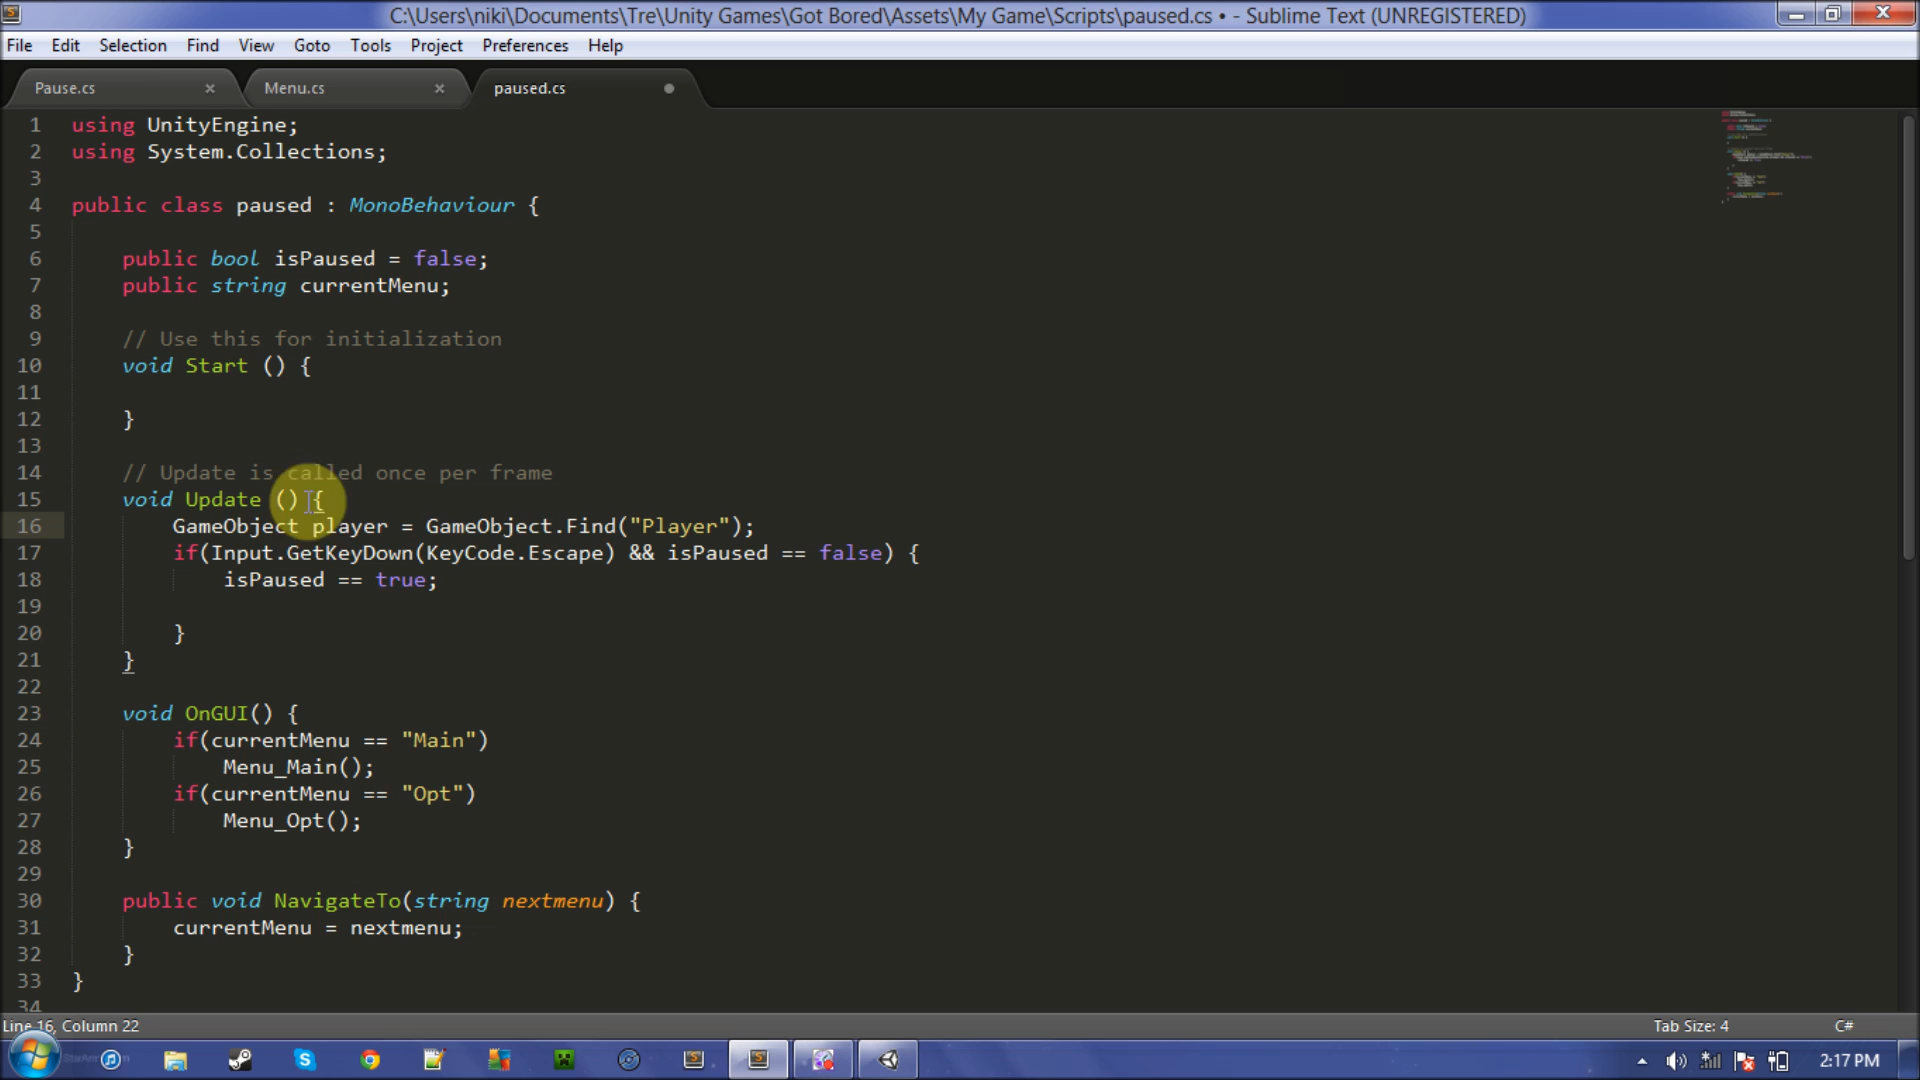 C:\Users\niki\Documents\Tre\Unity Games\Got Bored\Assets\My Game\Scripts\paused.cs • - Sublime Text (UNREGISTERED)
File Edit Selection Find View Goto Tools Project Preferences Help
Pause.cs × Menu.cs × paused.cs
1 using UnityEngine;
2 using System.Collections;
3
4 public class paused : MonoBehaviour {
5
6 public bool isPaused = false;
7 public string currentMenu;
8
9 // Use this for initialization
10 void Start () {
11
12 }
13
14 // Update is called once per frame
15 void Update () {
16 GameObject player = GameObject.Find("Player");
17 if(Input.GetKeyDown(KeyCode.Escape) && isPaused == false) {
18 isPaused == true;
19
20 }
21 }
22
23 void OnGUI() {
24 if(currentMenu == "Main")
25 Menu_Main();
26 if(currentMenu == "Opt")
27 Menu_Opt();
28 }
29
30 public void NavigateTo(string nextmenu) {
31 currentMenu = nextmenu;
32 }
33 }
34
Line 16, Column 22 Tab Size: 4 C#
2:17 PM